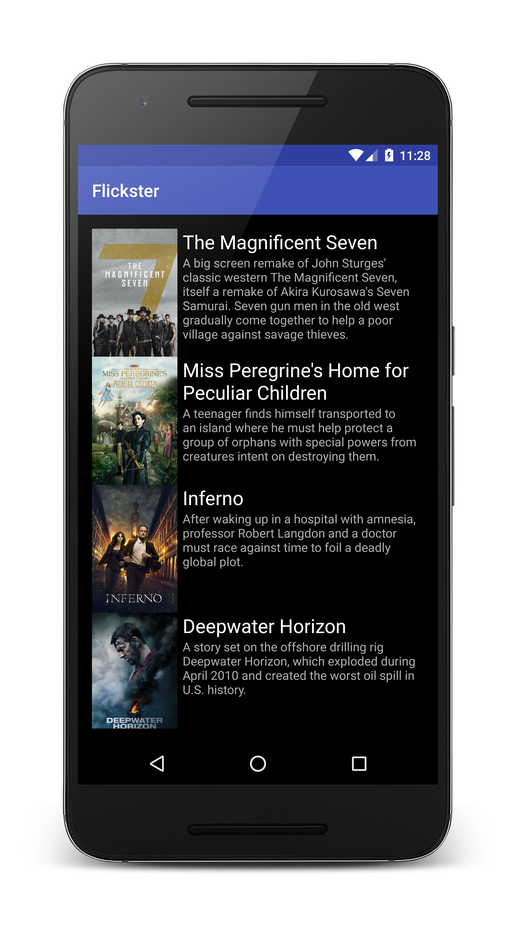 11:28
Flickster
THE
MAGNIFICENT
SEVEN
7
The Magnificent Seven
A big screen remake of John Sturges'
classic western The Magnificent Seven,
itself a remake of Akira Kurosawa's Seven
Samurai. Seven gun men in the old west
gradually come together to help a poor
village against savage thieves.
MISS PEREGRINE'S
PECULIAR CHILDREN
Miss Peregrine's Home for
Peculiar Children
A teenager finds himself transported to
an island where he must help protect a
group of orphans with special powers from
creatures intent on destroying them.
INFERNO
Inferno
After waking up in a hospital with amnesia,
professor Robert Langdon and a doctor
must race against time to foil a deadly
global plot.
DEEPWATER
HORIZON
Deepwater Horizon
A story set on the offshore drilling rig
Deepwater Horizon, which exploded during
April 2010 and created the worst oil spill in
U.S. history.